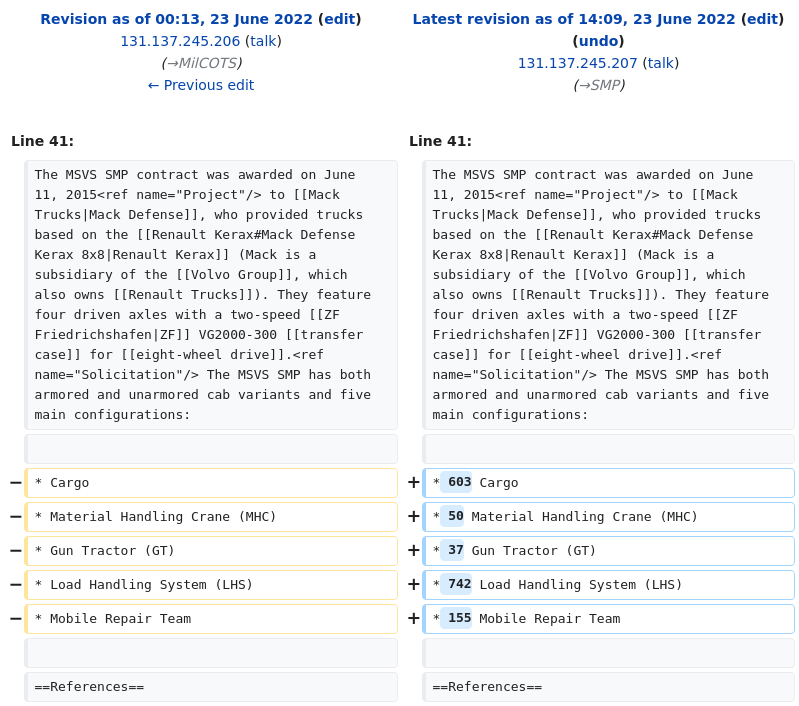 Revision as of 00:13, 23 June 2022 (edit)
131.137.245.206 (talk)
(→MilCOTS)
← Previous edit
Latest revision as of 14:09, 23 June 2022 (edit)
(undo)
131.137.245.207 (talk)
(→SMP)
Line 41:
The MSVS SMP contract was awarded on June
11, 2015<ref name="Project"/> to [[Mack
Trucks|Mack Defense]], who provided trucks
based on the [[Renault Kerax#Mack Defense
Kerax 8x8|Renault Kerax]] (Mack is a
subsidiary of the [[Volvo Group]], which
also owns [[Renault Trucks]]). They feature
four driven axles with a two-speed [[ZF
Friedrichshafen|ZF]] VG2000-300 [[transfer
case]] for [[eight-wheel drive]].<ref
name="Solicitation"/> The MSVS SMP has both
armored and unarmored cab variants and five
main configurations:
− * Cargo
− * Material Handling Crane (MHC)
− * Gun Tractor (GT)
− * Load Handling System (LHS)
− * Mobile Repair Team
==References==
Line 41:
The MSVS SMP contract was awarded on June
11, 2015<ref name="Project"/> to [[Mack
Trucks|Mack Defense]], who provided trucks
based on the [[Renault Kerax#Mack Defense
Kerax 8x8|Renault Kerax]] (Mack is a
subsidiary of the [[Volvo Group]], which
also owns [[Renault Trucks]]). They feature
four driven axles with a two-speed [[ZF
Friedrichshafen|ZF]] VG2000-300 [[transfer
case]] for [[eight-wheel drive]].<ref
name="Solicitation"/> The MSVS SMP has both
armored and unarmored cab variants and five
main configurations:
+ * 603 Cargo
+ * 50 Material Handling Crane (MHC)
+ * 37 Gun Tractor (GT)
+ * 742 Load Handling System (LHS)
+ * 155 Mobile Repair Team
==References==